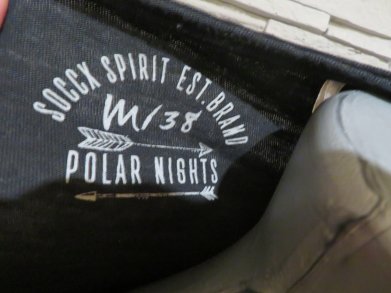 SOCCX SPIRIT EST. BRAND
M/38
POLAR NIGHTS